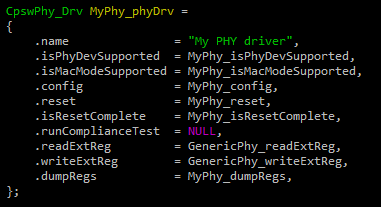 CpswPhy_Drv MyPhy_phyDrv =
{
    .name               = "My PHY driver",
    .isPhyDevSupported  = MyPhy_isPhyDevSupported,
    .isMacModeSupported = MyPhy_isMacModeSupported,
    .config             = MyPhy_config,
    .reset              = MyPhy_reset,
    .isResetComplete    = MyPhy_isResetComplete,
    .runComplianceTest  = NULL,
    .readExtReg         = GenericPhy_readExtReg,
    .writeExtReg        = GenericPhy_writeExtReg,
    .dumpRegs           = MyPhy_dumpRegs,
};